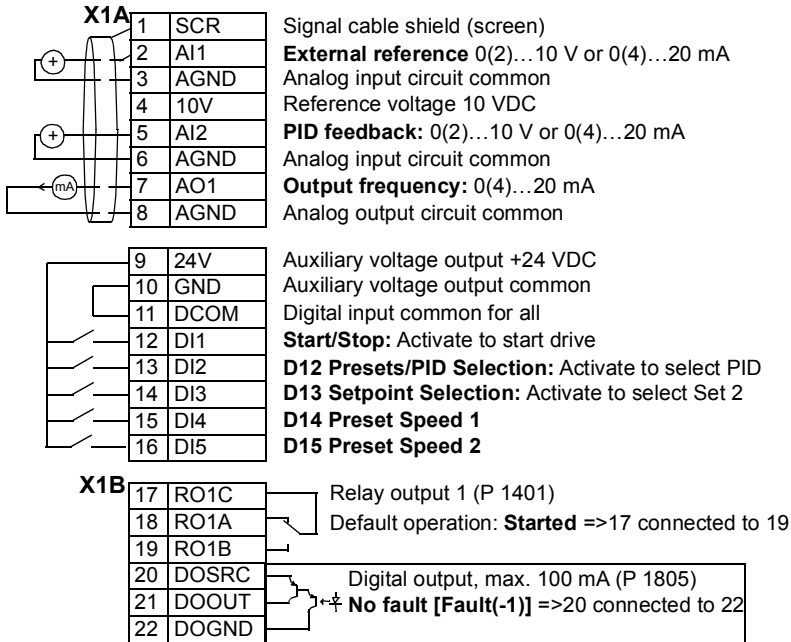 X1A
1 SCR Signal cable shield (screen)
2 AI1 External reference 0(2)…10 V or 0(4)…20 mA
3 AGND Analog input circuit common
4 10V Reference voltage 10 VDC
5 AI2 PID feedback: 0(2)…10 V or 0(4)…20 mA
6 AGND Analog input circuit common
7 AO1 Output frequency: 0(4)…20 mA
8 AGND Analog output circuit common
+
+
mA
9 24V Auxiliary voltage output +24 VDC
10 GND Auxiliary voltage output common
11 DCOM Digital input common for all
12 DI1 Start/Stop: Activate to start drive
13 DI2 D12 Presets/PID Selection: Activate to select PID
14 DI3 D13 Setpoint Selection: Activate to select Set 2
15 DI4 D14 Preset Speed 1
16 DI5 D15 Preset Speed 2
X1B
17 RO1C Relay output 1 (P 1401)
18 RO1A Default operation: Started =>17 connected to 19
19 RO1B
20 DOSRC Digital output, max. 100 mA (P 1805)
21 DOOUT No fault [Fault(-1)] =>20 connected to 22
22 DOGND